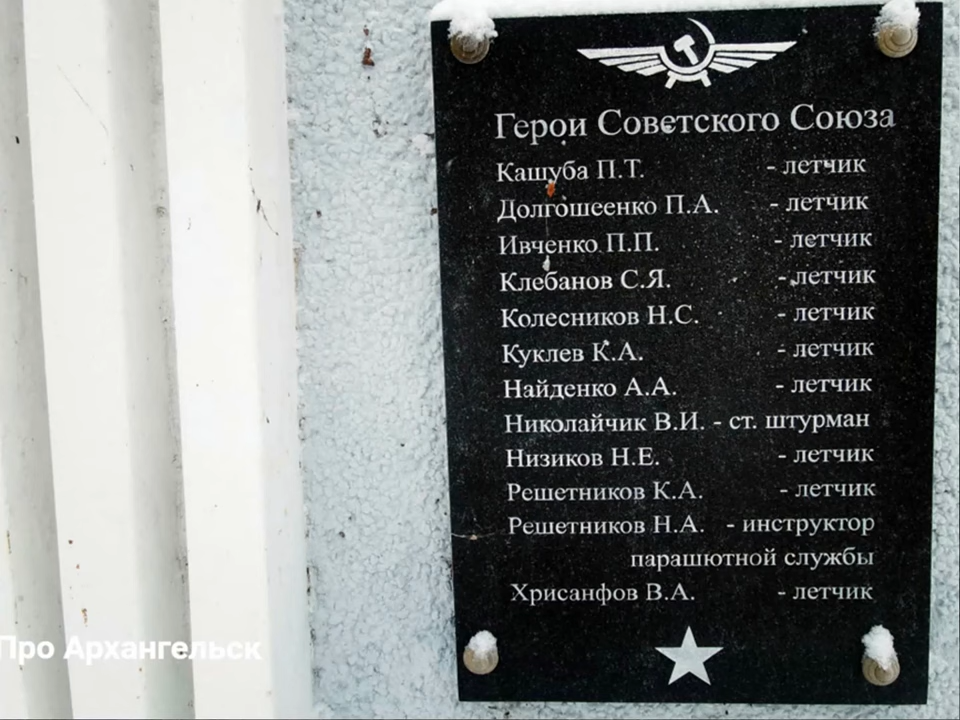 Герои Советского Союза
Кашуба П.Т. - летчик
Долгошеенко П.А. - летчик
Ивченко П.П. - летчик
Клебанов С.Я. - летчик
Колесников Н.С. - летчик
Куклев К.А. - летчик
Найденко А.А. - летчик
Николайчик В.И. - ст. штурман
Низиков Н.Е. - летчик
Решетников К.А. - летчик
Решетников Н.А. - инструктор
парашютной службы
Хрисанфов В.А. - летчик
Про Архангельск